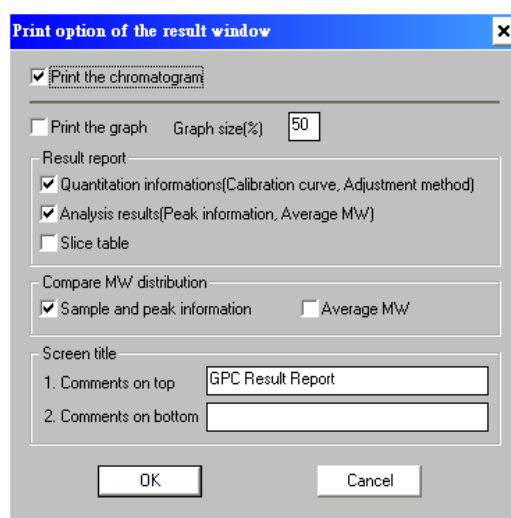 Print option of the result window
Print the chromatogram
Print the graph Graph size(%) 50
Result report
Quantitation informations(Calibration curve, Adjustment method)
Analysis results(Peak information, Average MW)
Slice table
Compare MW distribution
Sample and peak information Average MW
Screen title
1. Comments on top GPC Result Report
2. Comments on bottom
OK Cancel